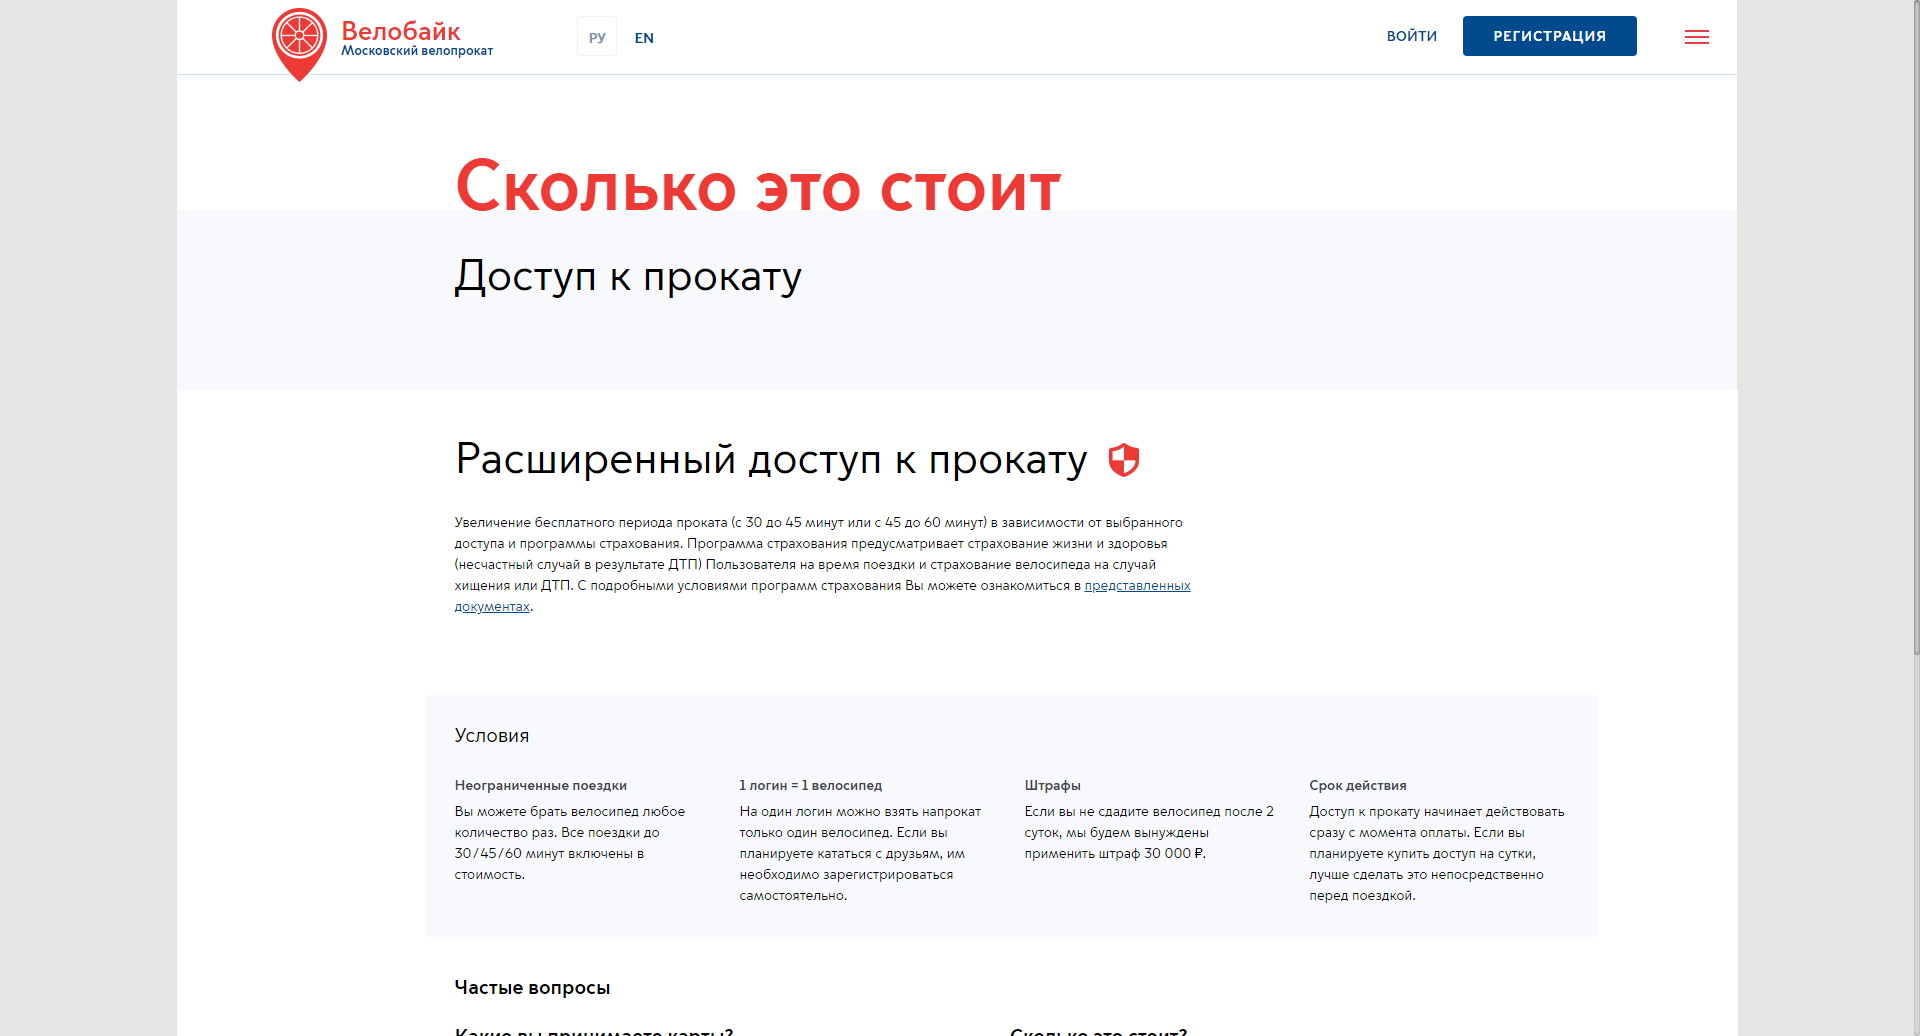 Велобайк
Московский велопрокат
РУ
EN
ВОЙТИ
РЕГИСТРАЦИЯ
Сколько это стоит
Доступ к прокату
Расширенный доступ к прокату
Увеличение бесплатного периода проката (с 30 до 45 минут или с 45 до 60 минут) в зависимости от выбранного
доступа и программы страхования. Программа страхования предусматривает страхование жизни и здоровья
(несчастный случай в результате ДТП) Пользователя на время поездки и страхование велосипеда на случай
хищения или ДТП. С подробными условиями программ страхования Вы можете ознакомиться в представленных
документах.
Условия
Неограниченные поездки
Вы можете брать велосипед любое
количество раз. Все поездки до
30/45/60 минут включены в
стоимость.
1 логин = 1 велосипед
На один логин можно взять напрокат
только один велосипед. Если вы
планируете кататься с друзьям, им
необходимо зарегистрироваться
самостоятельно.
Штрафы
Если вы не сдадите велосипед после 2
суток, мы будем вынуждены
применить штраф 30 000 ₽.
Срок действия
Доступ к прокату начинает действовать
сразу с момента оплаты. Если вы
планируете купить доступ на сутки,
лучше сделать это непосредственно
перед поездкой.
Частые вопросы
Какие вы принимаете карты?
Сколько это стоит?